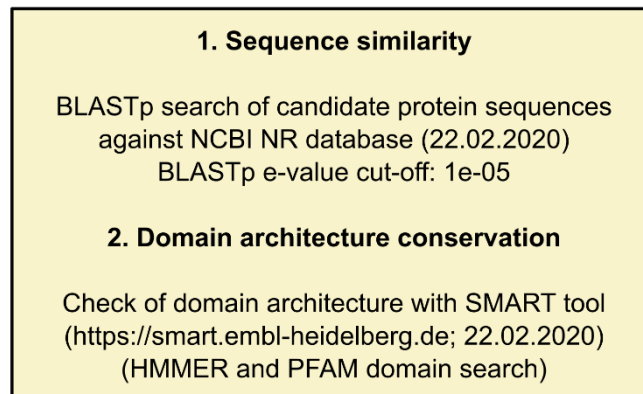 1. Sequence similarity
BLASTp search of candidate protein sequences
against NCBI NR database (22.02.2020)
BLASTp e-value cut-off: 1e-05
2. Domain architecture conservation
Check of domain architecture with SMART tool
(https://smart.embl-heidelberg.de; 22.02.2020)
(HMMER and PFAM domain search)